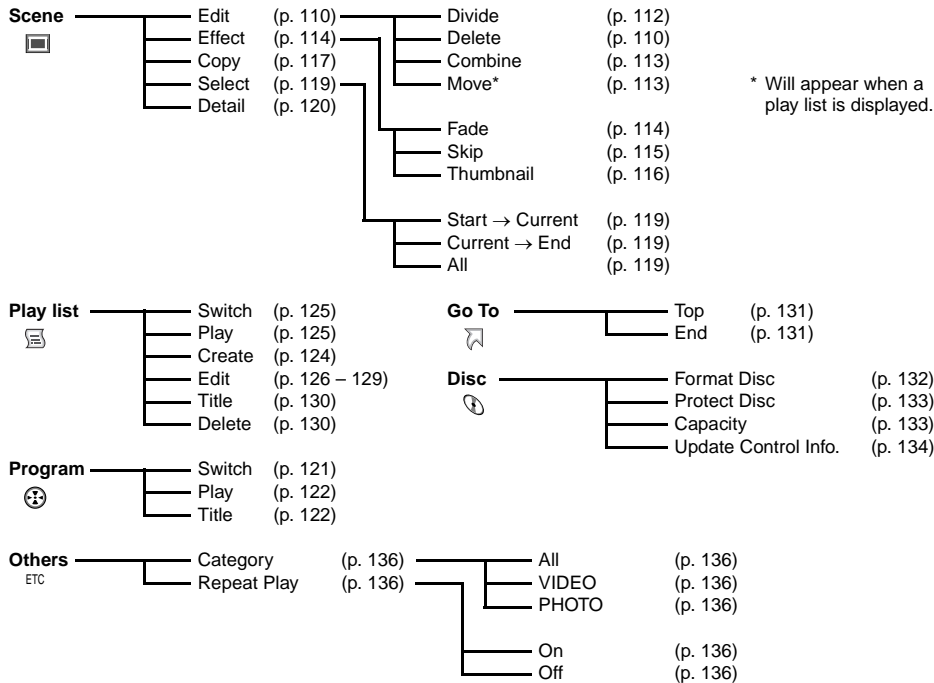 Scene
Edit (p. 110)
Effect (p. 114)
Copy (p. 117)
Select (p. 119)
Detail (p. 120)
Divide (p. 112)
Delete (p. 110)
Combine (p. 113)
Move* (p. 113)
* Will appear when a
play list is displayed.
Fade (p. 114)
Skip (p. 115)
Thumbnail (p. 116)
Start → Current (p. 119)
Current → End (p. 119)
All (p. 119)
Play list
Switch (p. 125)
Play (p. 125)
Create (p. 124)
Edit (p. 126 – 129)
Title (p. 130)
Delete (p. 130)
Go To
Top (p. 131)
End (p. 131)
Disc
Format Disc (p. 132)
Protect Disc (p. 133)
Capacity (p. 133)
Update Control Info. (p. 134)
Program
Switch (p. 121)
Play (p. 122)
Title (p. 122)
Others
ETC
Category (p. 136)
Repeat Play (p. 136)
All (p. 136)
VIDEO (p. 136)
PHOTO (p. 136)
On (p. 136)
Off (p. 136)